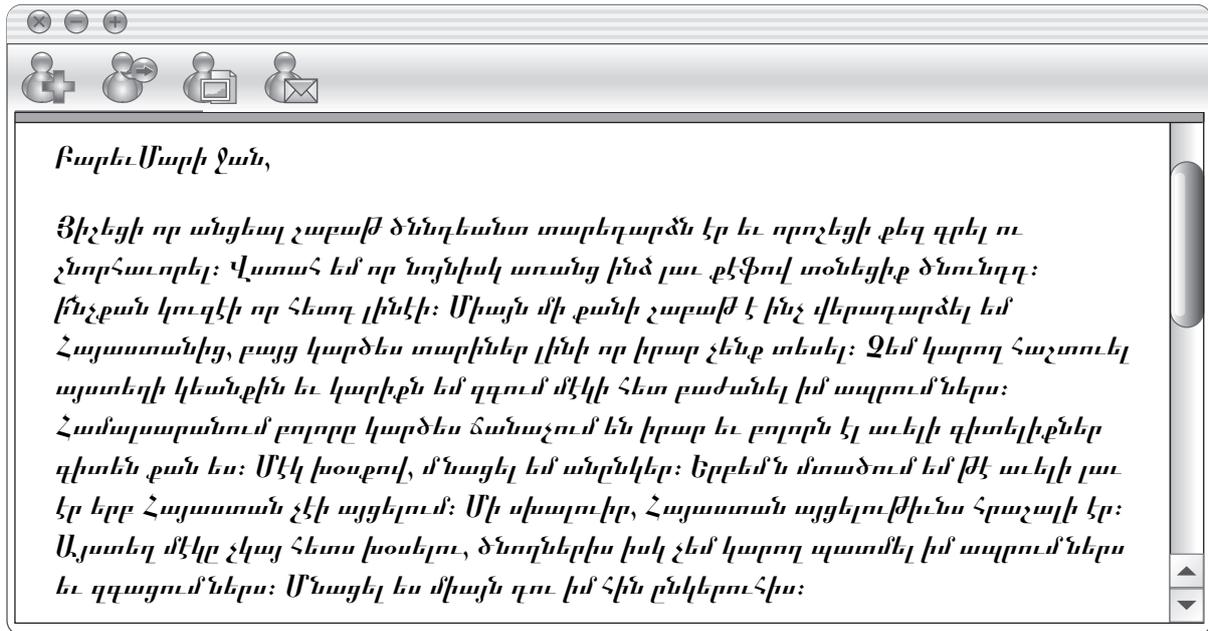 Բարեւ Մարի ջան,
Յիշեցի որ անցեալ շաբաթ ծննդեանտ տարեդարձն էր եւ որոշեցի քեզ գրել ու
շնորհաւորել: Վստահ եմ որ նոյնիսկ առանց ինձ լաւ քէֆով տօնեցիք ծնունդդ:
Ի՜նչքան կուզէի որ հետդ լինէի: Միայն մի քանի շաբաթ է ինչ վերադարձել եմ
Հայաստանից, բայց կարծես տարիներ լինի որ իրար չենք տեսել: Չեմ կարող հաշտուել
այստեղի կեանքին եւ կարիքն եմ զգում մէկի հետ բաժանել իմ ապրումներս:
Համալսարանում բոլորը կարծես ճանաչում են իրար եւ բոլորն էլ աւելի գիտելիքներ
գիտեն քան ես: Մէկ խօսքով, մնացել եմ անընկեր: Երբեմն մտածում եմ թէ աւելի լաւ
էր երբ Հայաստան չէի այցելում: Մի սխալուիր, Հայաստան այցելութիւնս հրաշալի էր:
Այստեղ մէկը չկայ հետս խօսելու, ծնողներիս իսկ չեմ կարող պատմել իմ ապրումներս
եւ զգացումներս: Մնացել ես միայն դու իմ հին ընկերուհիս: